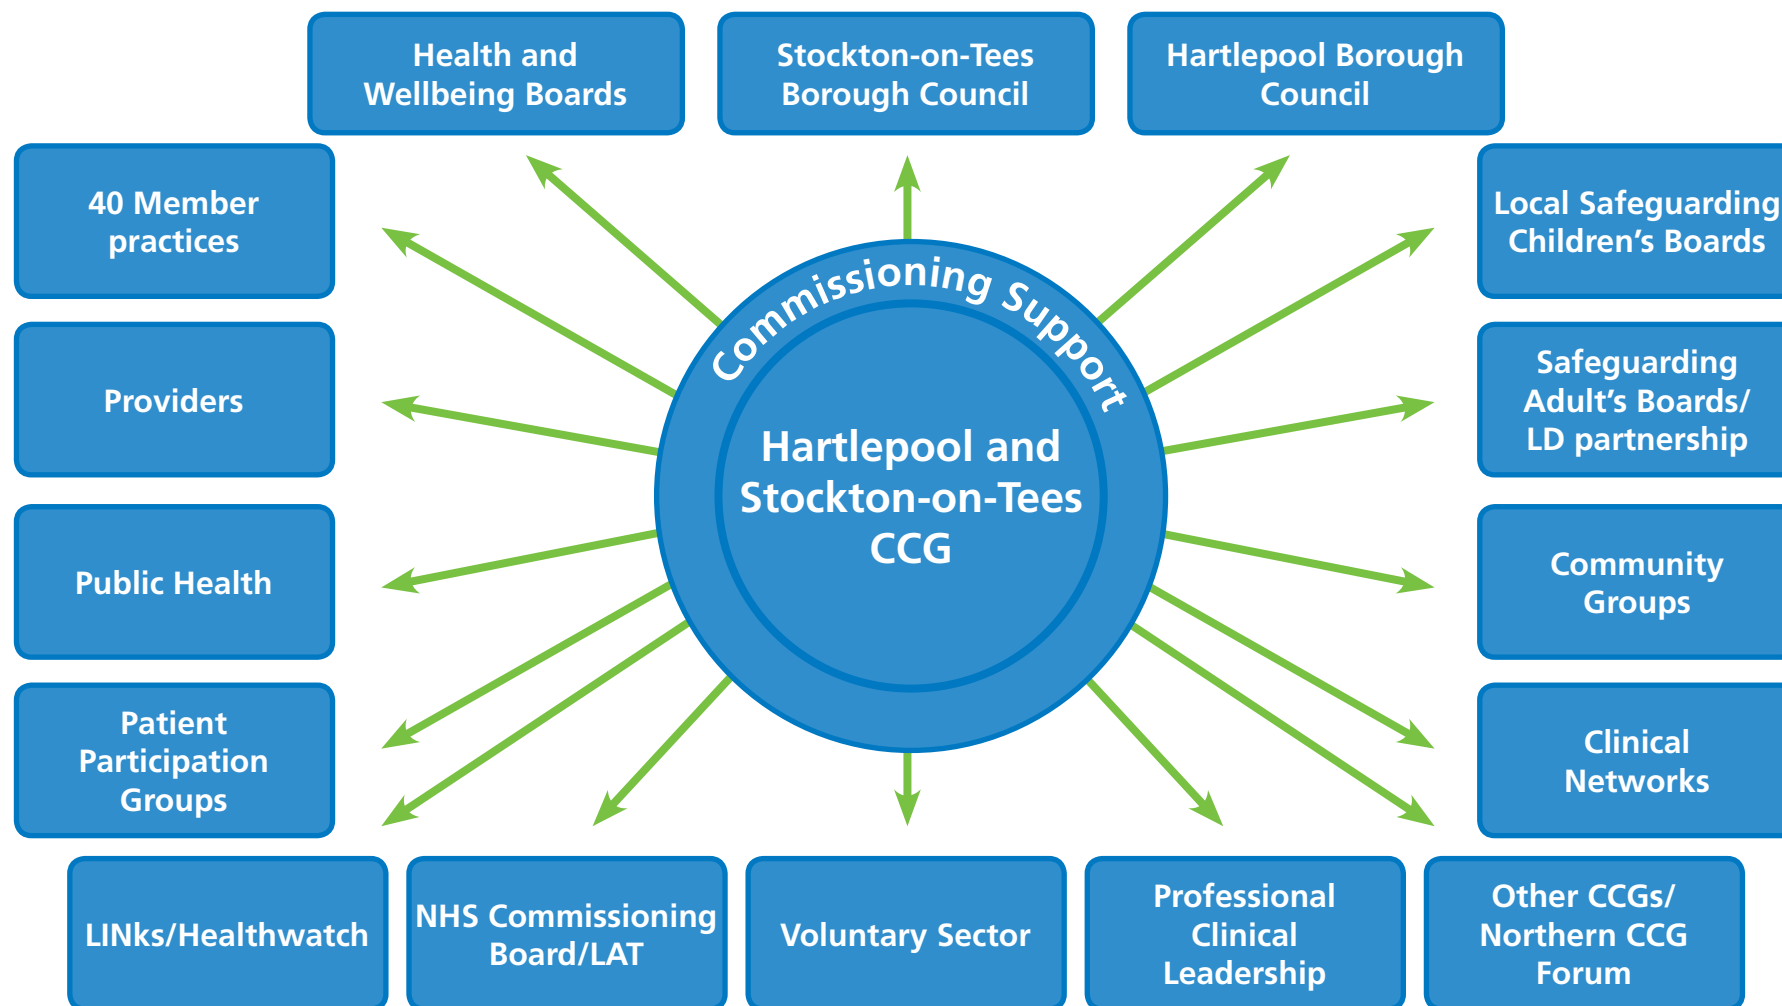 Health and
Wellbeing Boards
Stockton-on-Tees
Borough Council
Hartlepool Borough
Council
40 Member
practices
Local Safeguarding
Children’s Boards
Providers
Safeguarding
Adult’s Boards/
LD partnership
Commissioning Support
Hartlepool and
Stockton-on-Tees
CCG
Public Health
Community
Groups
Patient
Participation
Groups
Clinical
Networks
LINks/Healthwatch
NHS Commissioning
Board/LAT
Voluntary Sector
Professional
Clinical
Leadership
Other CCGs/
Northern CCG
Forum